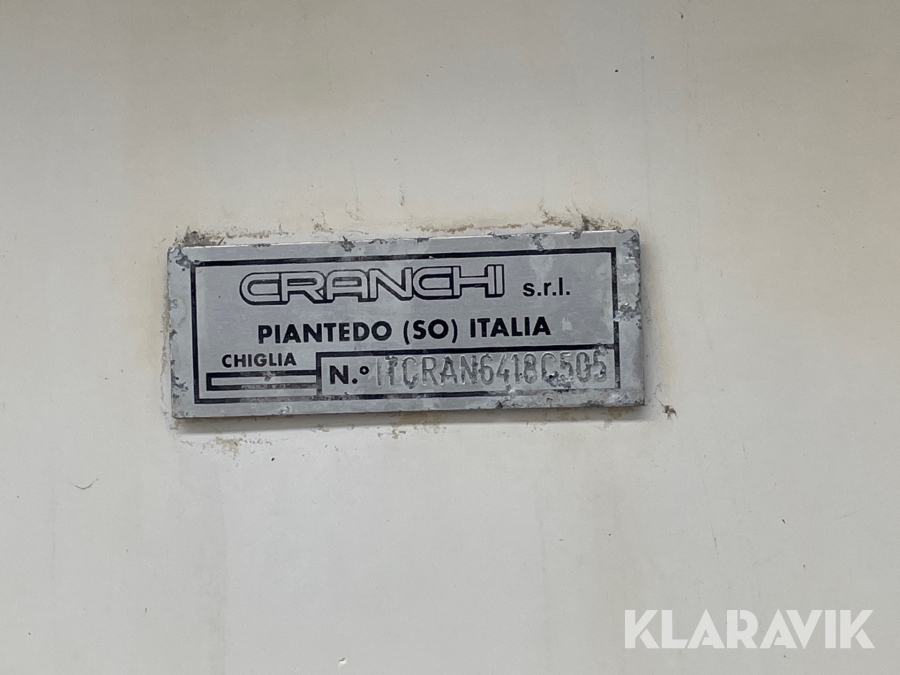 CRANCHI s.r.l.
PIANTEDO (SO) ITALIA
CHIGLIA
N.° ITCRAN6418C505
KLARAVIK